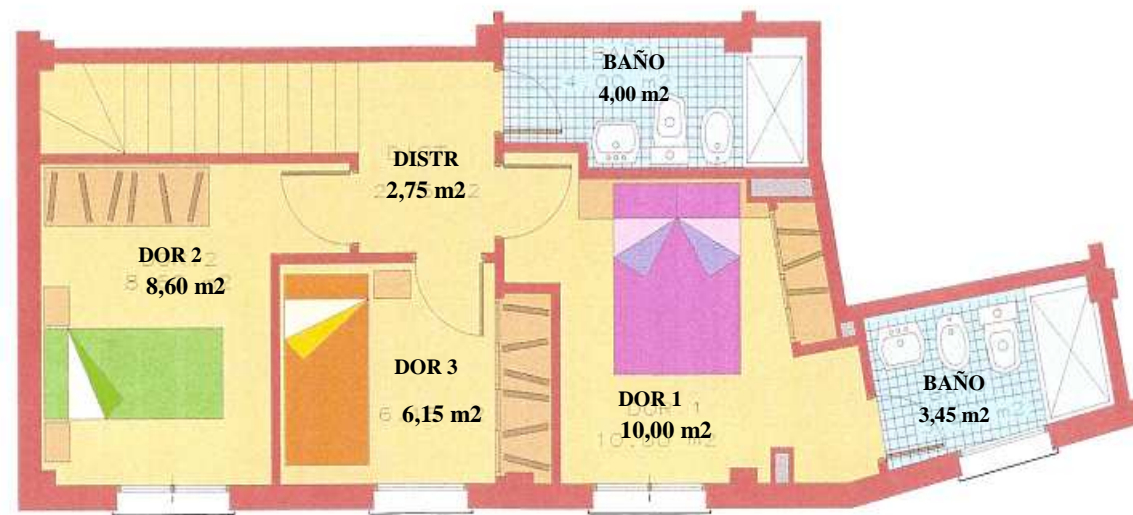 BAÑO
4,00 m2
DISTR
2,75 m2
DOR 2
8,60 m2
DOR 3
6,15 m2
DOR 1
10,00 m2
BAÑO
3,45 m2